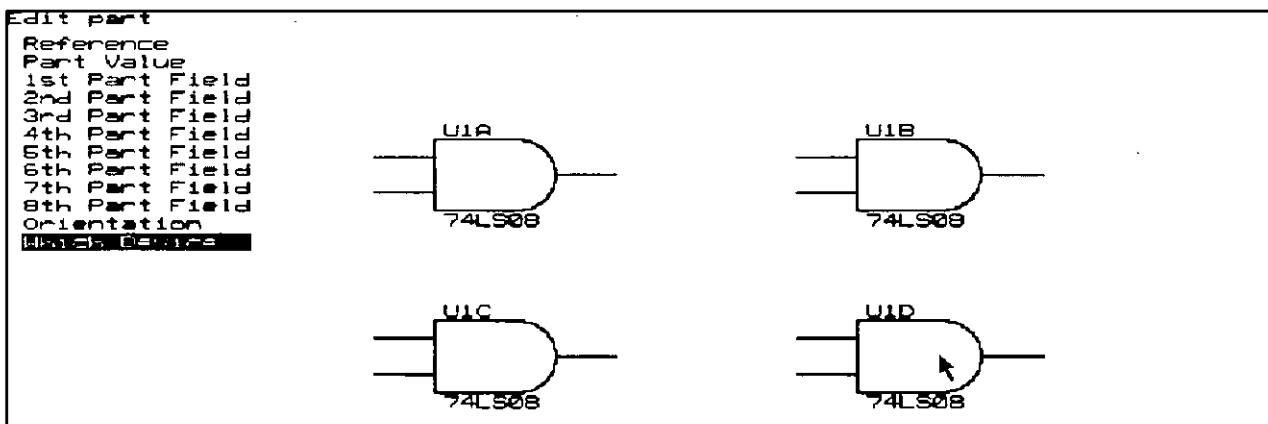 Edit part
Reference
Part Value
1st Part Field
2nd Part Field
3rd Part Field
4th Part Field
5th Part Field
6th Part Field
7th Part Field
8th Part Field
Orientation
Which Device
U1A
74LS08
U1B
74LS08
U1C
74LS08
U1D
74LS08